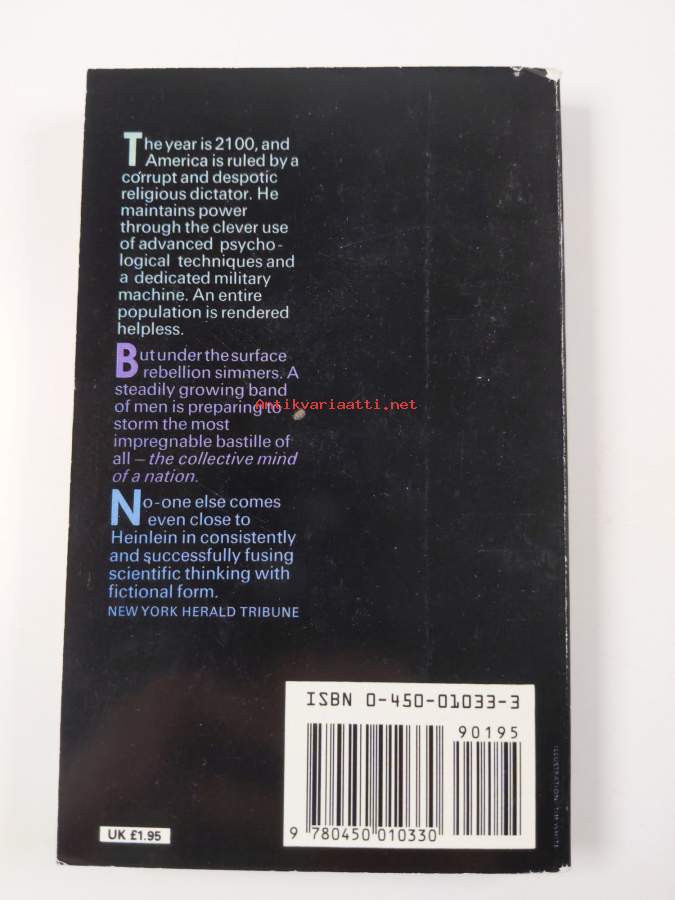 The year is 2100, and
America is ruled by a
corrupt and despotic
religious dictator. He
maintains power
through the clever use
of advanced psycho-
logical techniques and
a dedicated military
machine. An entire
population is rendered
helpless.
But under the surface
rebellion simmers. A
steadily growing band
of men is preparing to
storm the most
impregnable bastille of
all – the collective mind
of a nation.
Antikvariaatti.net
No-one else comes
even close to
Heinlein in consistently
and successfully fusing
scientific thinking with
fictional form.
NEW YORK HERALD TRIBUNE
ISBN 0-450-01033-3
90195
9 780450 010330
UK £1.95
ILLUSTRATION: TIM WHITE